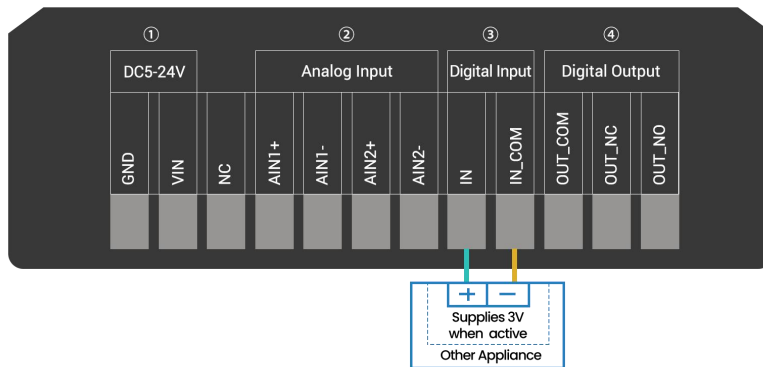 ① ② ③ ④
DC5-24V Analog Input Digital Input Digital Output
GND VIN NC AIN1+ AIN1- AIN2+ AIN2- IN IN_COM OUT_COM OUT_NC OUT_NO
+ −
Supplies 3V
when active
Other Appliance